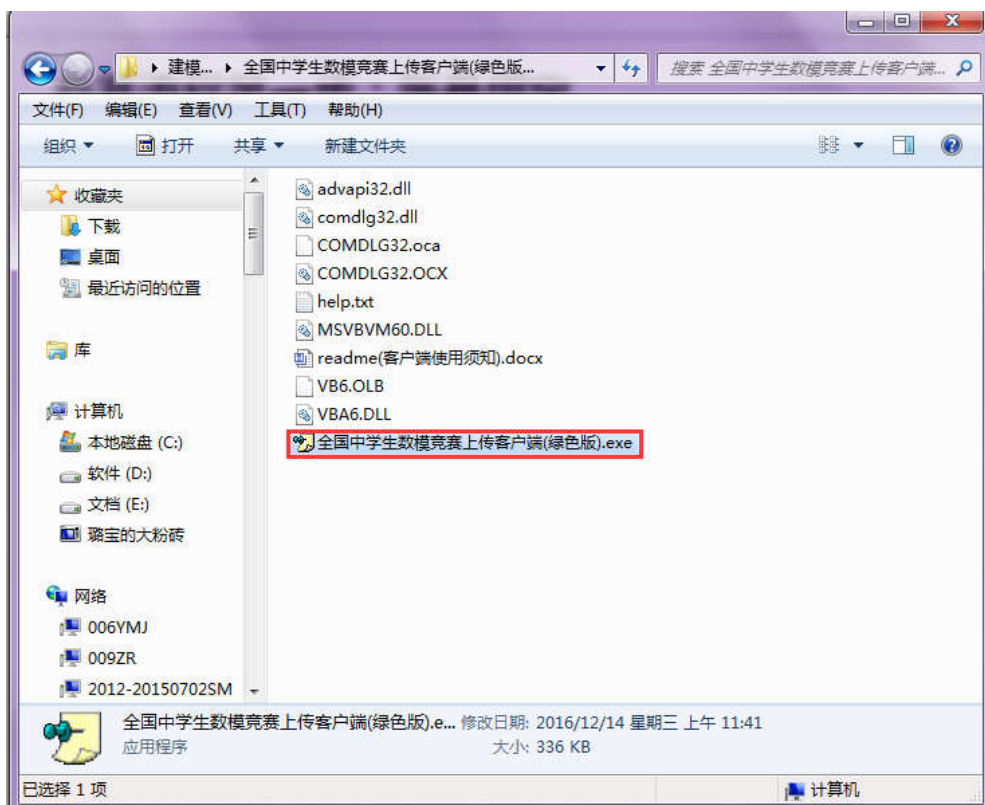 建模... 全国中学生数模竞赛上传客户端(绿色版...
搜索 全国中学生数模竞赛上传客户端...
文件(F) 编辑(E) 查看(V) 工具(T) 帮助(H)
组织 打开 共享 新建文件夹
收藏夹
下载
桌面
最近访问的位置
库
计算机
本地磁盘 (C:)
软件 (D:)
文档 (E:)
璐宝的大粉砖
网络
006YMJ
009ZR
2012-20150702SM
advapi32.dll
comdlg32.dll
COMDLG32.oca
COMDLG32.OCX
help.txt
MSVBVM60.DLL
readme(客户端使用须知).docx
VB6.OLB
VBA6.DLL
全国中学生数模竞赛上传客户端(绿色版).exe
全国中学生数模竞赛上传客户端(绿色版).e... 修改日期: 2016/12/14 星期三 上午 11:41
应用程序 大小: 336 KB
已选择 1 项 计算机